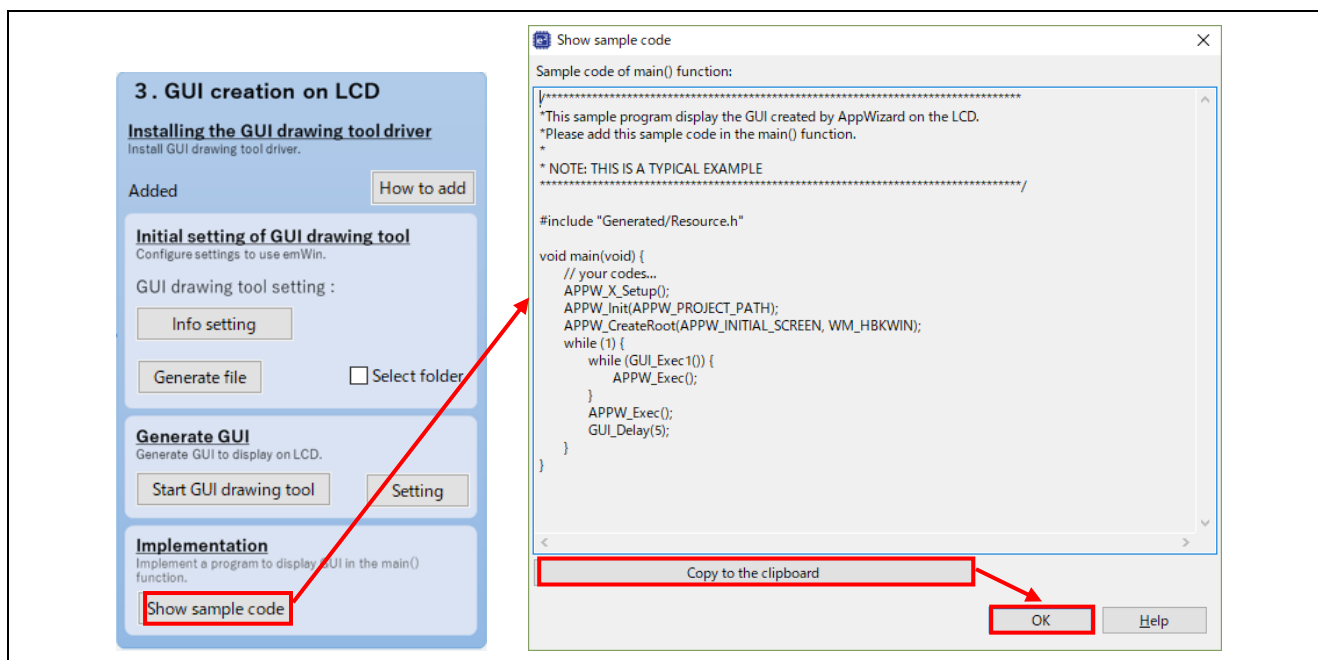 3. GUI creation on LCD
Installing the GUI drawing tool driver
Install GUI drawing tool driver.
Added
How to add
Initial setting of GUI drawing tool
Configure settings to use emWin.
GUI drawing tool setting :
Info setting
Generate file
Select folder
Generate GUI
Generate GUI to display on LCD.
Start GUI drawing tool
Setting
Implementation
Implement a program to display GUI in the main()
function.
Show sample code
Show sample code
Sample code of main() function:
/***********************************************************************************
*This sample program display the GUI created by AppWizard on the LCD.
*Please add this sample code in the main() function.
*
* NOTE: THIS IS A TYPICAL EXAMPLE
***********************************************************************************/
#include "Generated/Resource.h"
void main(void) {
// your codes...
APPW_X_Setup();
APPW_Init(APPW_PROJECT_PATH);
APPW_CreateRoot(APPW_INITIAL_SCREEN, WM_HBKWIN);
while (1) {
while (GUI_Exec1()) {
APPW_Exec();
}
APPW_Exec();
GUI_Delay(5);
}
}
Copy to the clipboard
OK
Help